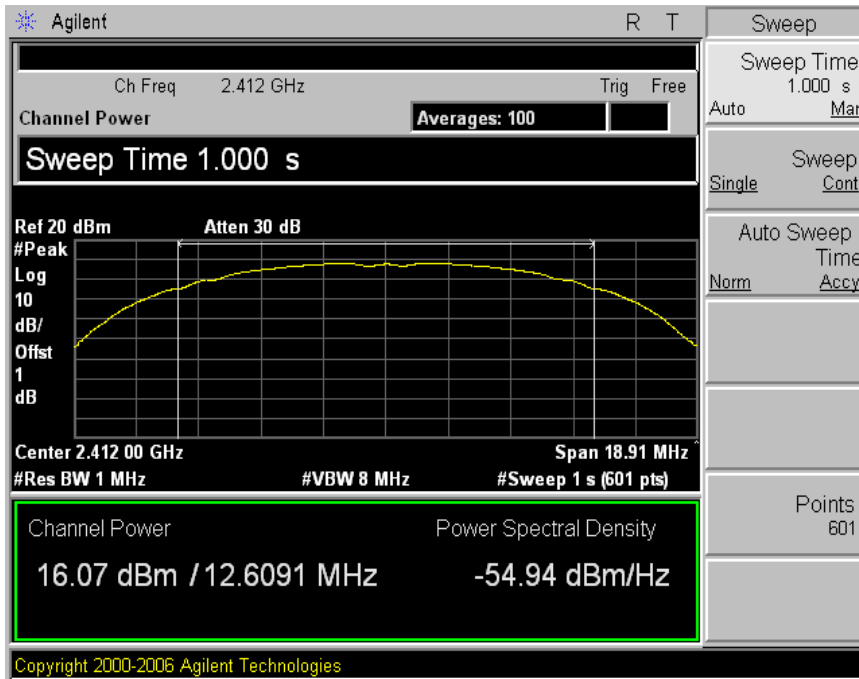 Agilent R T
Ch Freq 2.412 GHz Trig Free
Channel Power Averages: 100
Sweep Time 1.000 s
Ref 20 dBm Atten 30 dB
#Peak
Log
10
dB/
Offst
1
dB
Center 2.412 00 GHz Span 18.91 MHz ^
#Res BW 1 MHz #VBW 8 MHz #Sweep 1 s (601 pts)
Channel Power Power Spectral Density
16.07 dBm / 12.6091 MHz -54.94 dBm/Hz
Copyright 2000-2006 Agilent Technologies
Sweep
Sweep Time
1.000 s
Auto Man
Sweep
Single Cont
Auto Sweep
Time
Norm Accy
Points
601